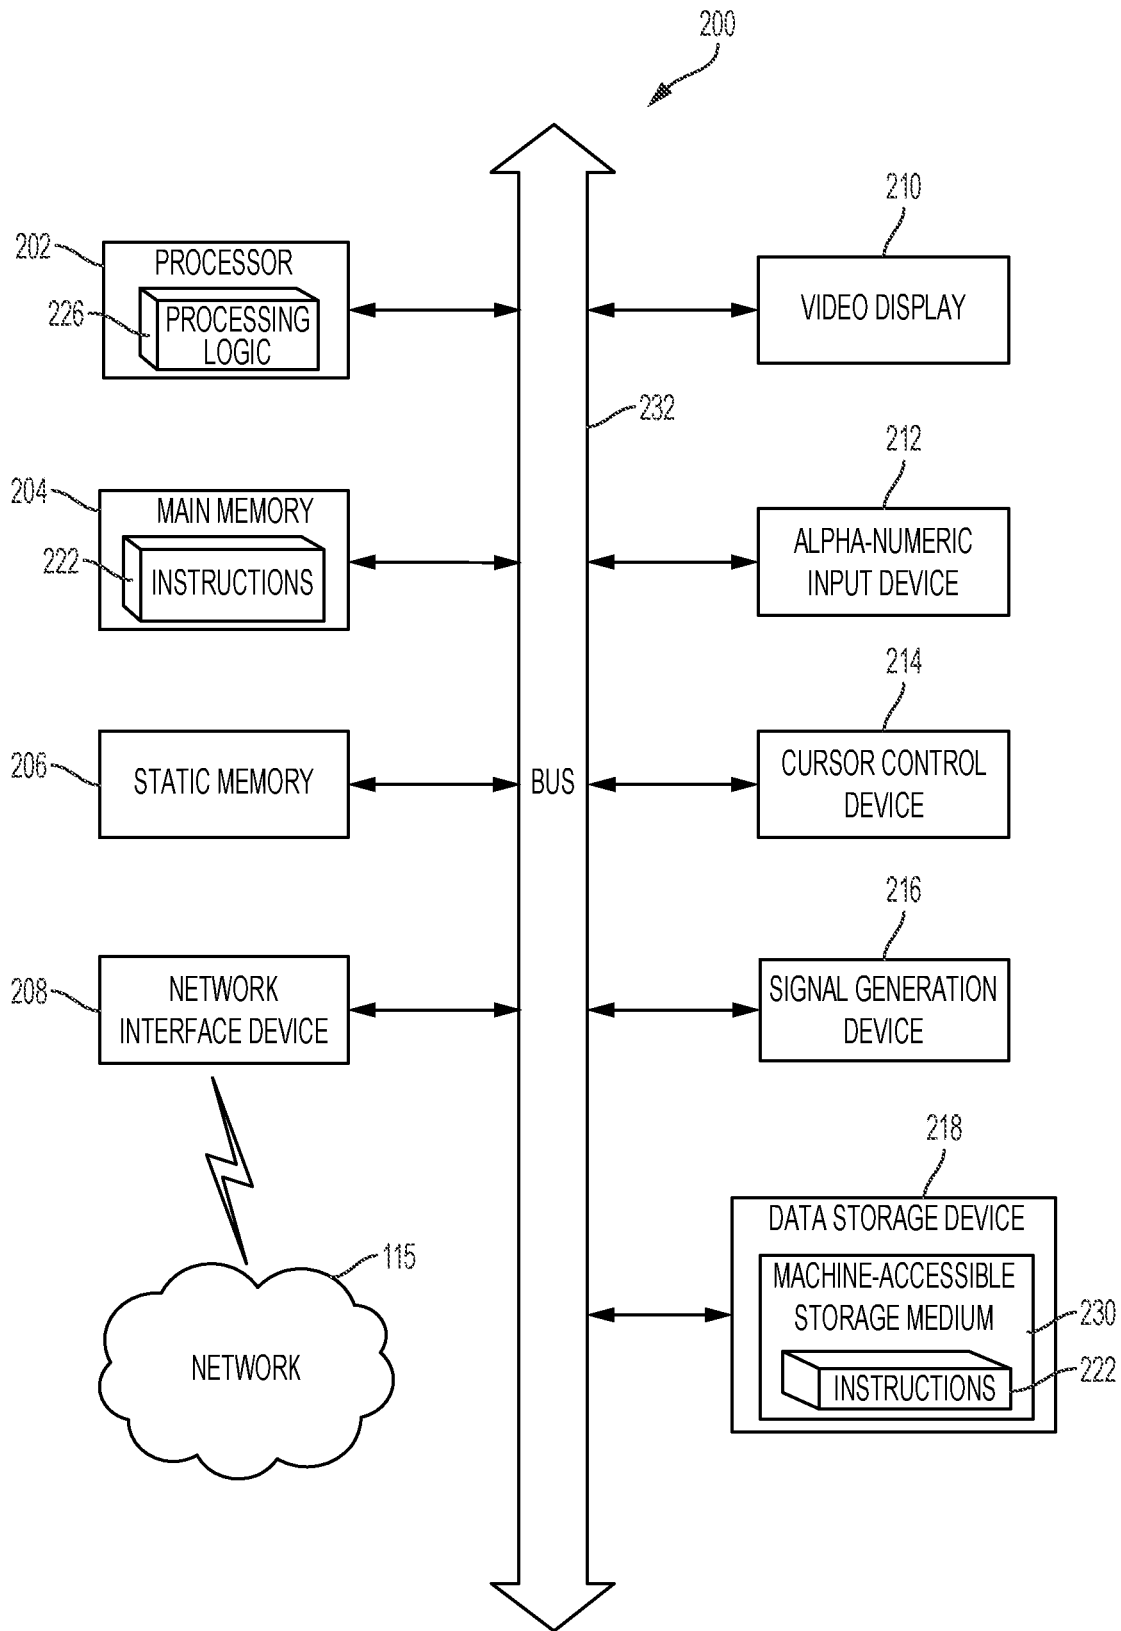 200
202
PROCESSOR
226
PROCESSING
LOGIC
210
VIDEO DISPLAY
232
204
MAIN MEMORY
222
INSTRUCTIONS
212
ALPHA-NUMERIC
INPUT DEVICE
206
STATIC MEMORY
BUS
214
CURSOR CONTROL
DEVICE
208
NETWORK
INTERFACE DEVICE
216
SIGNAL GENERATION
DEVICE
115
NETWORK
218
DATA STORAGE DEVICE
MACHINE-ACCESSIBLE
STORAGE MEDIUM
230
INSTRUCTIONS
222